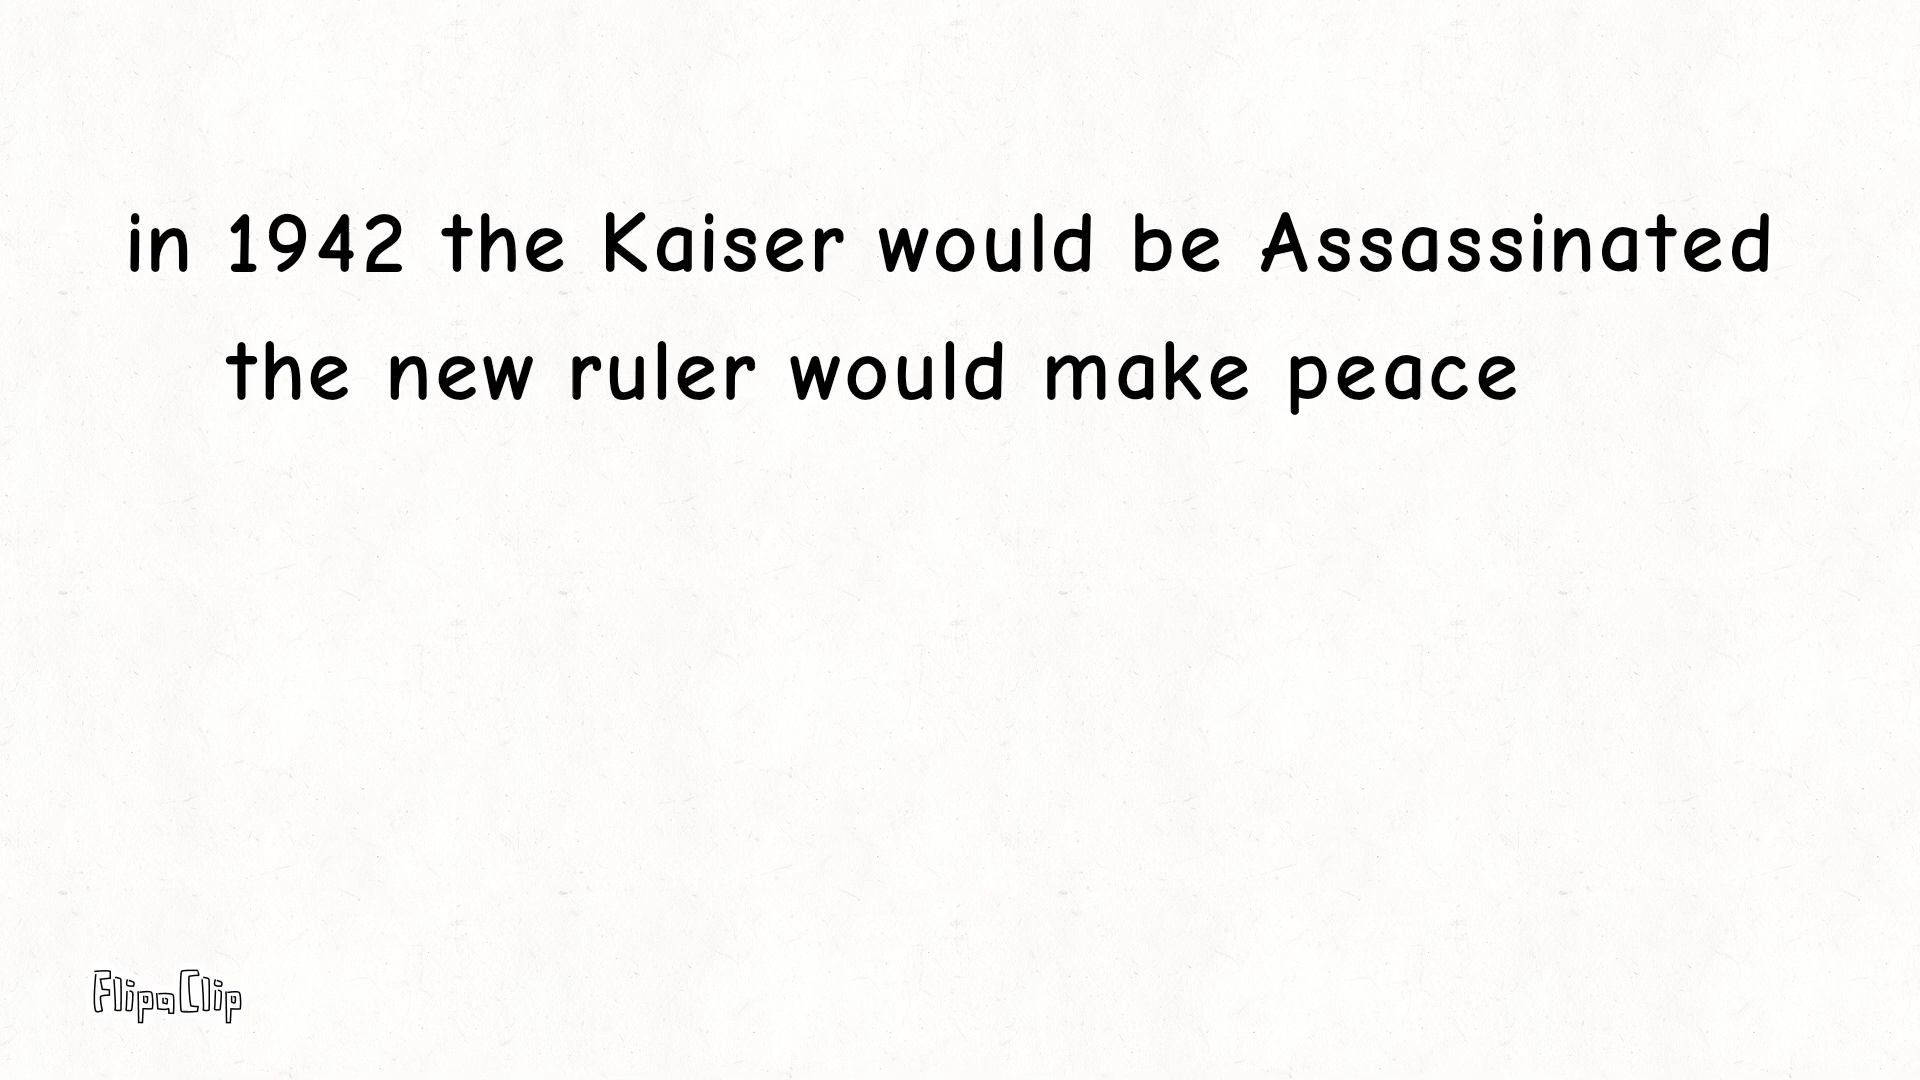 in 1942 the Kaiser would be Assassinated
the new ruler would make peace
FlipaClip